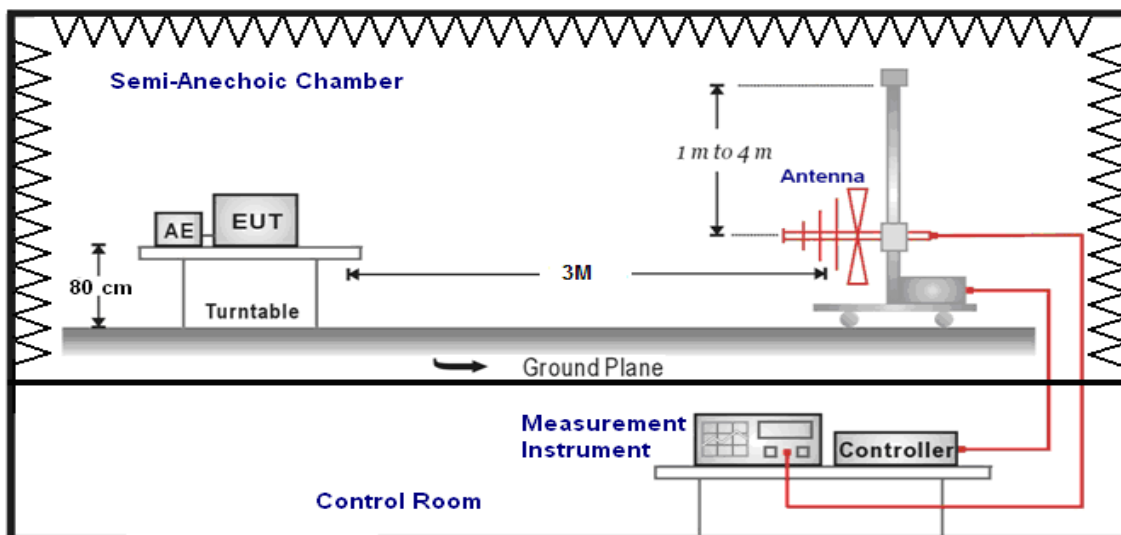 Semi-Anechoic Chamber
1 m to 4 m
Antenna
AE
EUT
80 cm
3M
Turntable
Ground Plane
Measurement
Instrument
Controller
Control Room